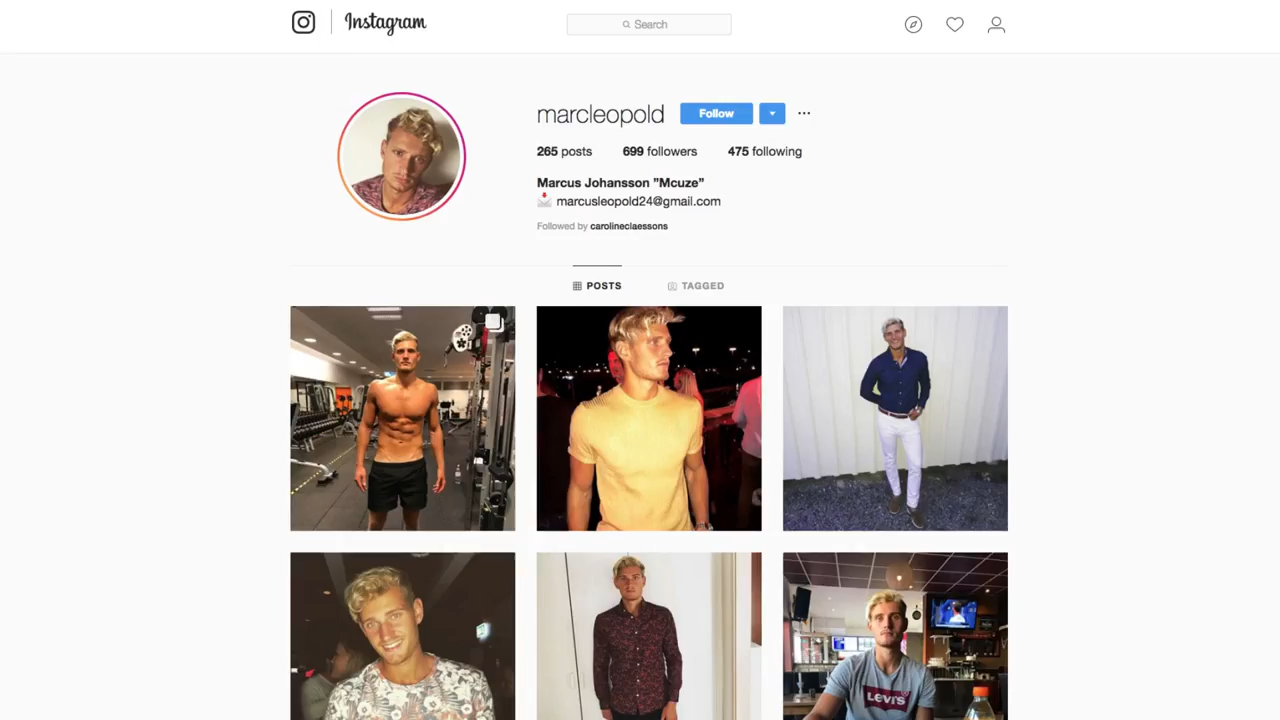 Instagram
Search
marcleopold
Follow
265 posts
699 followers
475 following
Marcus Johansson "Mcuze"
marcusleopold24@gmail.com
Followed by carolineclaessons
POSTS
TAGGED
LEVI'S